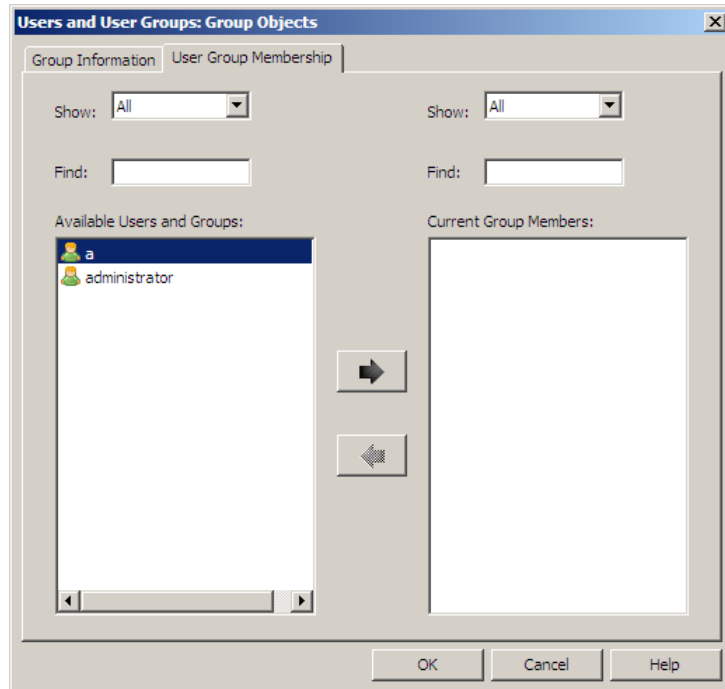 Users and User Groups: Group Objects
Group Information User Group Membership
Show: All Show: All
Find: Find:
Available Users and Groups: Current Group Members:
a
administrator
OK Cancel Help